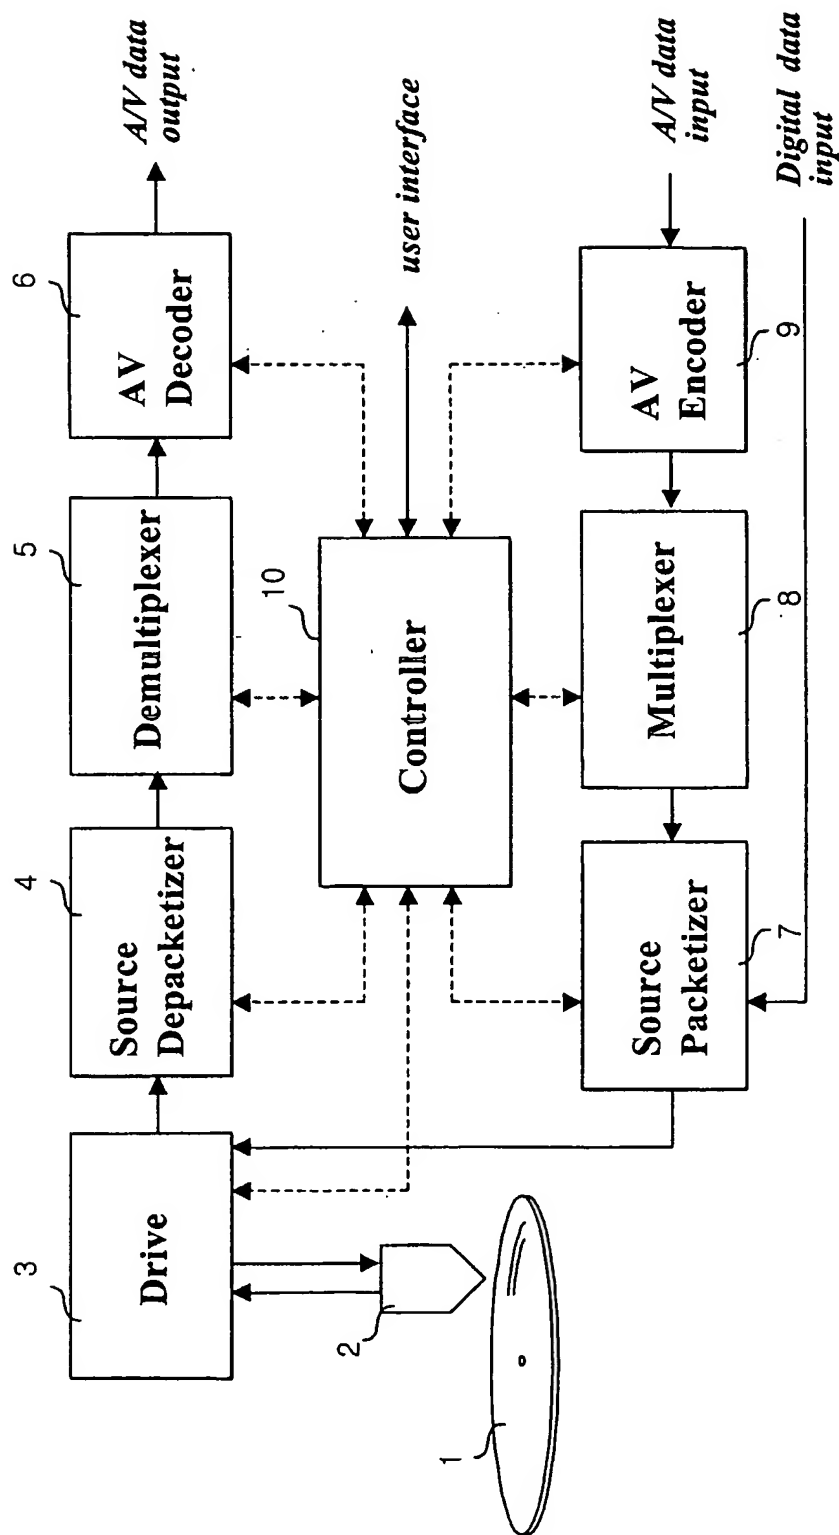 3
Drive
4
Source
Depacketizer
5
Demultiplexer
6
AV
Decoder
A/V data
output
2
1
10
Controller
user interface
Source
Packetizer
7
Multiplexer
8
AV
Encoder
9
A/V data
input
Digital data
input